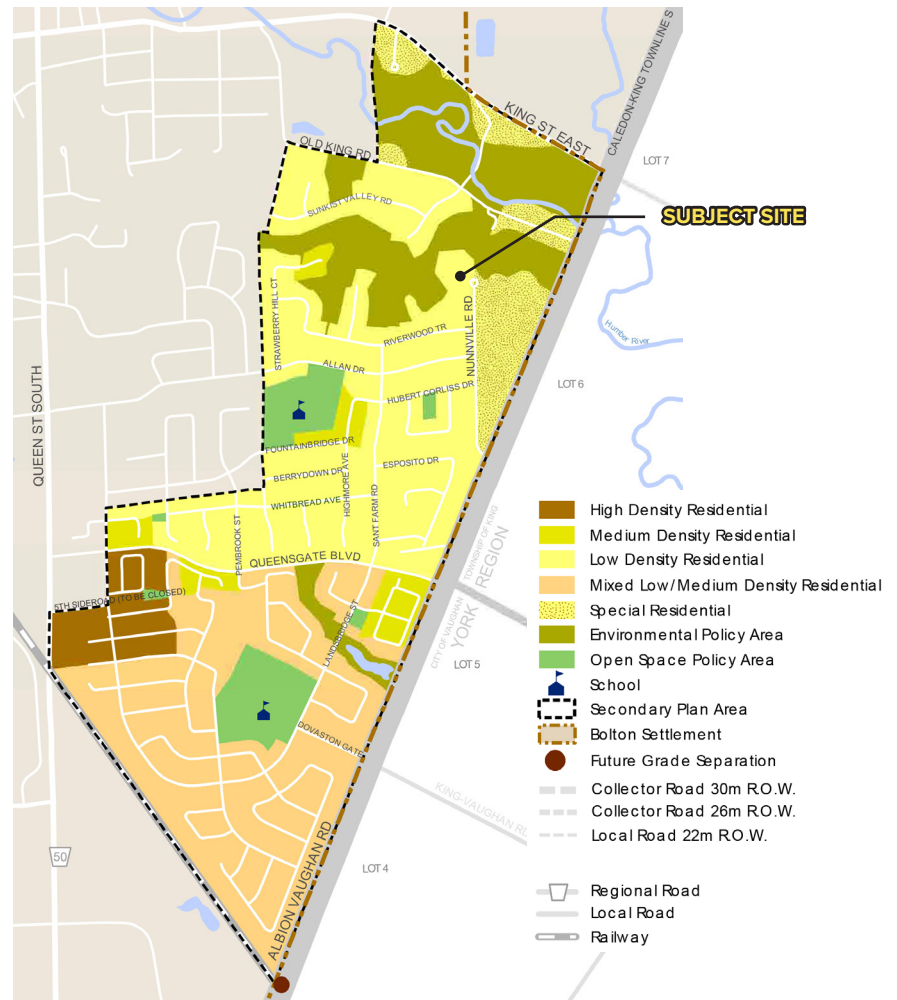 CALEDON-KING TOWNLINE S
KING ST EAST
OLD KING RD
LOT 7
SUNKIST VALLEY RD
SUBJECT SITE
STRAWBERRY HILL CT
NUNNVILLE RD
RIVERWOOD TR
Humber River
ALLAN DR
LOT 6
HUBERT CORLISS DR
QUEEN ST SOUTH
FOUNTAINBRIDGE DR
ESPOSITO DR
BERRYDOWN DR
HIGHMORE AVE
WHITBREAD AVE
SANT FARM RD
PEMBROOK ST
QUEENSGATE BLVD
TOWNSHIP OF KING
REGION
YORK
CITY OF VAUGHAN
5TH SIDEROAD (TO BE CLOSED)
LANDSBRIDGE ST
LOT 5
DOVASTON GATE
KING-VAUGHAN RD
50
LOT 4
ALBION VAUGHAN RD
High Density Residential
Medium Density Residential
Low Density Residential
Mixed Low/Medium Density Residential
Special Residential
Environmental Policy Area
Open Space Policy Area
School
Secondary Plan Area
Bolton Settlement
Future Grade Separation
Collector Road 30m R.O.W.
Collector Road 26m R.O.W.
Local Road 22m R.O.W.
Regional Road
Local Road
Railway